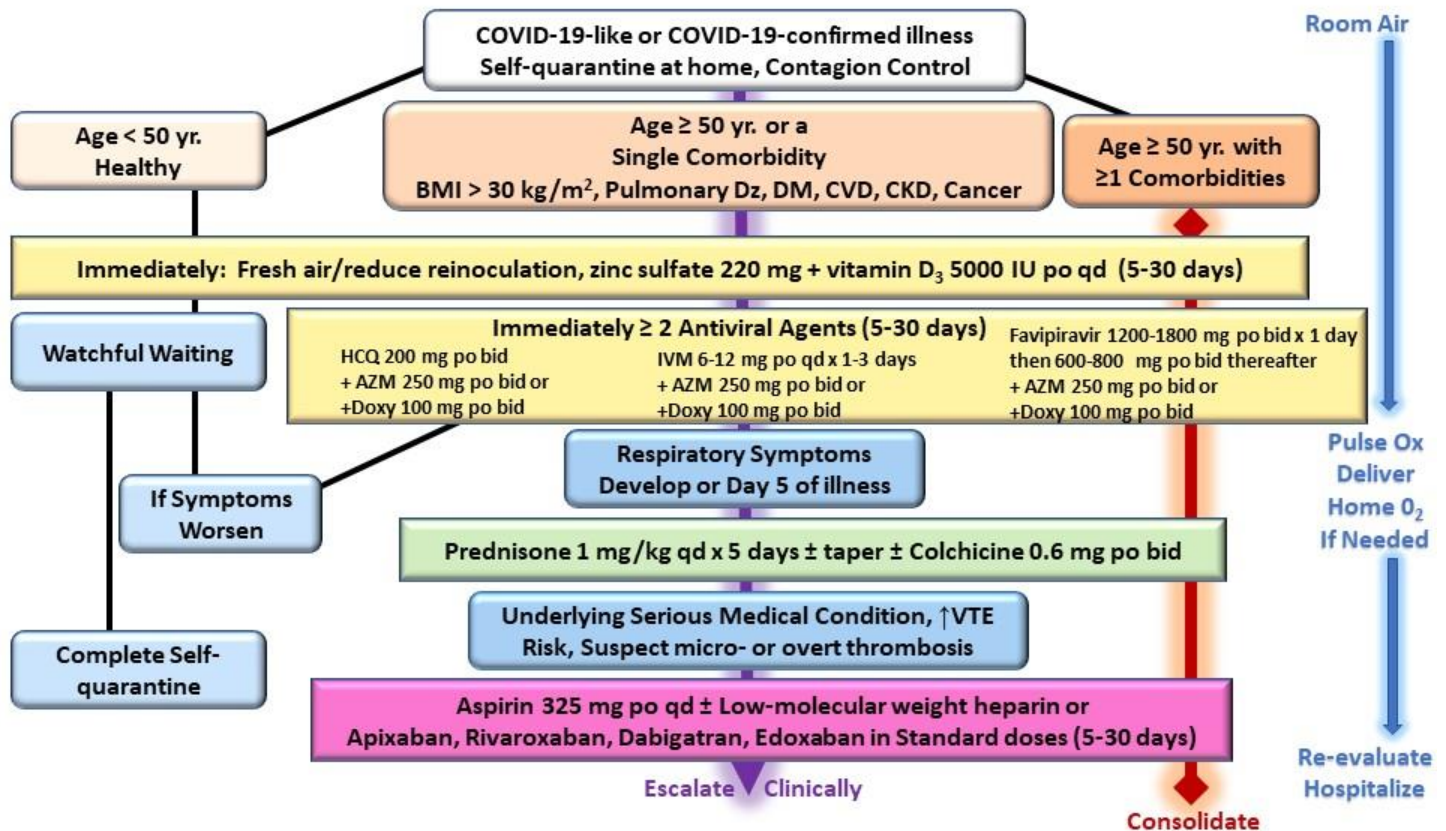 COVID-19-like or COVID-19-confirmed illness
Self-quarantine at home, Contagion Control
Room Air
Age < 50 yr.
Healthy
Age ≥ 50 yr. or a
Single Comorbidity
BMI > 30 kg/m², Pulmonary Dz, DM, CVD, CKD, Cancer
Age ≥ 50 yr. with
≥1 Comorbidities
Immediately: Fresh air/reduce reinoculation, zinc sulfate 220 mg + vitamin D₃ 5000 IU po qd (5-30 days)
Watchful Waiting
Immediately ≥ 2 Antiviral Agents (5-30 days)
HCQ 200 mg po bid
+ AZM 250 mg po bid or
+Doxy 100 mg po bid
IVM 6-12 mg po qd x 1-3 days
+ AZM 250 mg po bid or
+Doxy 100 mg po bid
Favipiravir 1200-1800 mg po bid x 1 day
then 600-800 mg po bid thereafter
+ AZM 250 mg po bid or
+Doxy 100 mg po bid
If Symptoms
Worsen
Respiratory Symptoms
Develop or Day 5 of illness
Pulse Ox
Deliver
Home 0₂
If Needed
Prednisone 1 mg/kg qd x 5 days ± taper ± Colchicine 0.6 mg po bid
Underlying Serious Medical Condition, ↑VTE
Risk, Suspect micro- or overt thrombosis
Complete Self-
quarantine
Aspirin 325 mg po qd ± Low-molecular weight heparin or
Apixaban, Rivaroxaban, Dabigatran, Edoxaban in Standard doses (5-30 days)
Escalate Clinically
Re-evaluate
Hospitalize
Consolidate